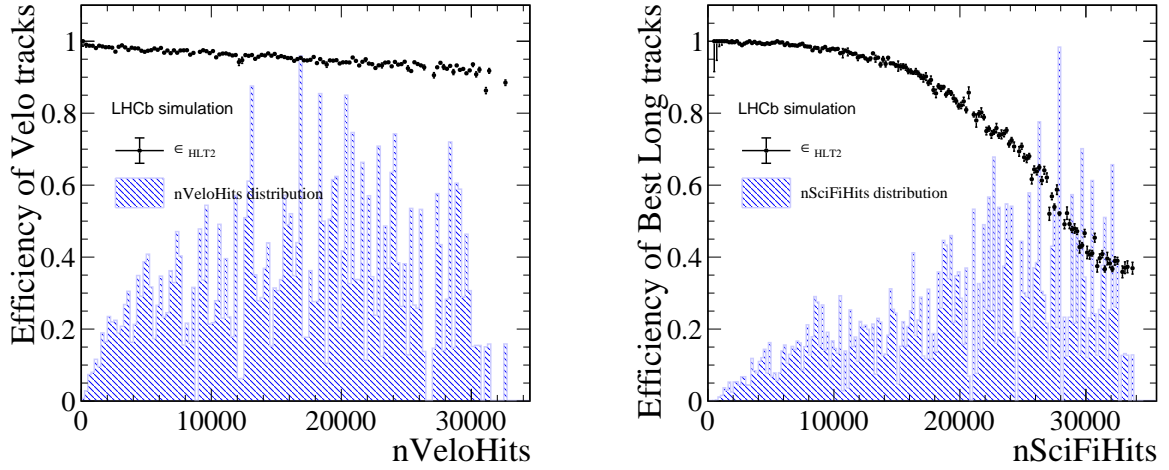 Efficiency of Velo tracks
1
0.8
0.6
0.4
0.2
0
LHCb simulation
∈ HLT2
nVeloHits distribution
0 10000 20000 30000
nVeloHits
Efficiency of Best Long tracks
1
0.8
0.6
0.4
0.2
0
LHCb simulation
∈ HLT2
nSciFiHits distribution
0 10000 20000 30000
nSciFiHits